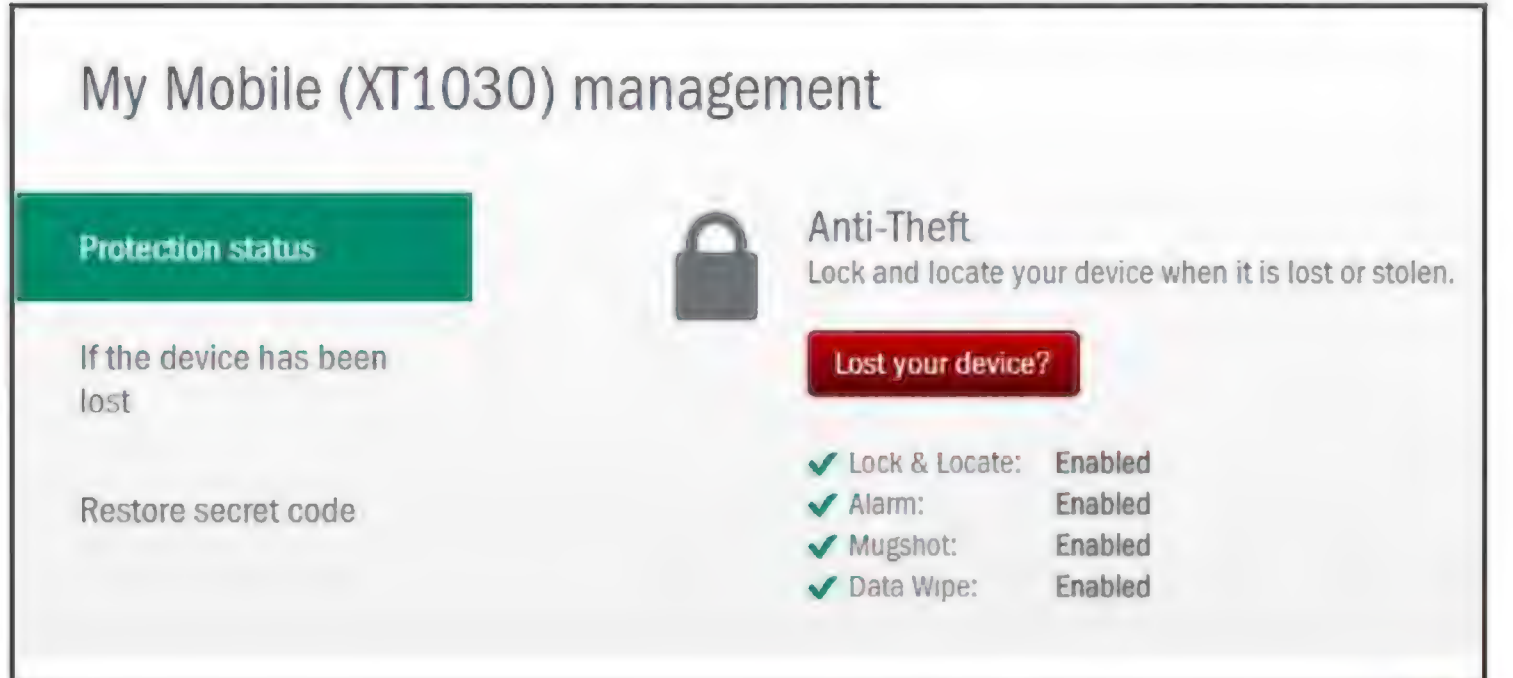 My Mobile (XT1030) management
Protection status
If the device has been
lost
Restore secret code
Anti-Theft
Lock and locate your device when it is lost or stolen.
Lost your device?
Lock & Locate: Enabled
Alarm: Enabled
Mugshot: Enabled
Data Wipe: Enabled